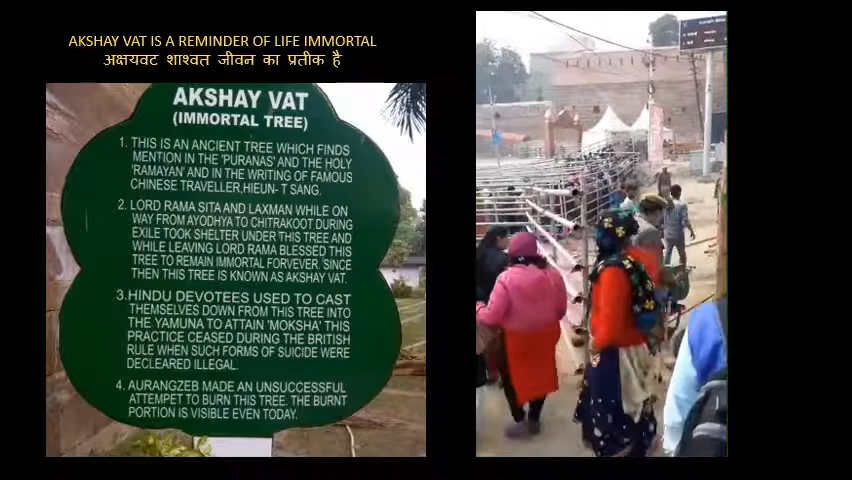 AKSHAY VAT IS A REMINDER OF LIFE IMMORTAL
अक्षयवट शाश्वत जीवन का प्रतीक है
AKSHAY VAT
(IMMORTAL TREE)
1. THIS IS AN ANCIENT TREE WHICH FINDS
MENTION IN THE 'PURANAS' AND THE HOLY
'RAMAYAN' AND IN THE WRITING OF FAMOUS
CHINESE TRAVELLER,HIEUN- T SANG.
2. LORD RAMA SITA AND LAXMAN WHILE ON
WAY FROM AYODHYA TO CHITRAKOOT DURING
EXILE TOOK SHELTER UNDER THIS TREE AND
WHILE LEAVING LORD RAMA BLESSED THIS
TREE TO REMAIN IMMORTAL FORVEVER. SINCE
THEN THIS TREE IS KNOWN AS AKSHAY VAT.
3. HINDU DEVOTEES USED TO CAST
THEMSELVES DOWN FROM THIS TREE INTO
THE YAMUNA TO ATTAIN 'MOKSHA' THIS
PRACTICE CEASED DURING THE BRITISH
RULE WHEN SUCH FORMS OF SUICIDE WERE
DECLEARED ILLEGAL.
4. AURANGZEB MADE AN UNSUCCESSFUL
ATTEMPET TO BURN THIS TREE. THE BURNT
PORTION IS VISIBLE EVEN TODAY.